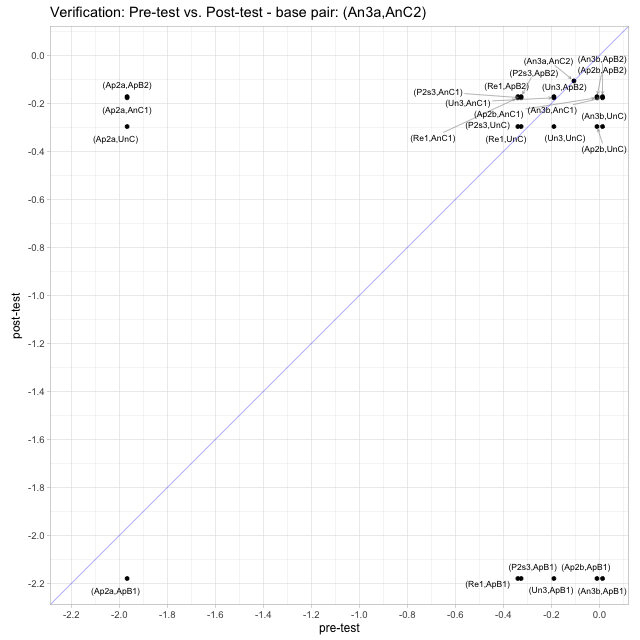 Verification: Pre-test vs. Post-test - base pair: (An3a,AnC2)
0.0
-0.2
-0.4
-0.6
-0.8
-1.0
-1.2
-1.4
-1.6
-1.8
-2.0
-2.2
post-test
(An3a,AnC2)
(An3b,ApB2)
(P2s3,ApB2)
(Ap2b,ApB2)
(Ap2a,ApB2)
(Re1,ApB2)
(Un3,ApB2)
(P2s3,AnC1)
(Un3,AnC1)
(Ap2a,AnC1)
(Ap2b,AnC1)
(An3b,AnC1)
(An3b,UnC)
(P2s3,UnC)
(Ap2a,UnC)
(Re1,AnC1)
(Re1,UnC)
(Un3,UnC)
(Ap2b,UnC)
(P2s3,ApB1)
(Ap2b,ApB1)
(Re1,ApB1)
(Ap2a,ApB1)
(Un3,ApB1)
(An3b,ApB1)
-2.2
-2.0
-1.8
-1.6
-1.4
-1.2
-1.0
-0.8
-0.6
-0.4
-0.2
0.0
pre-test